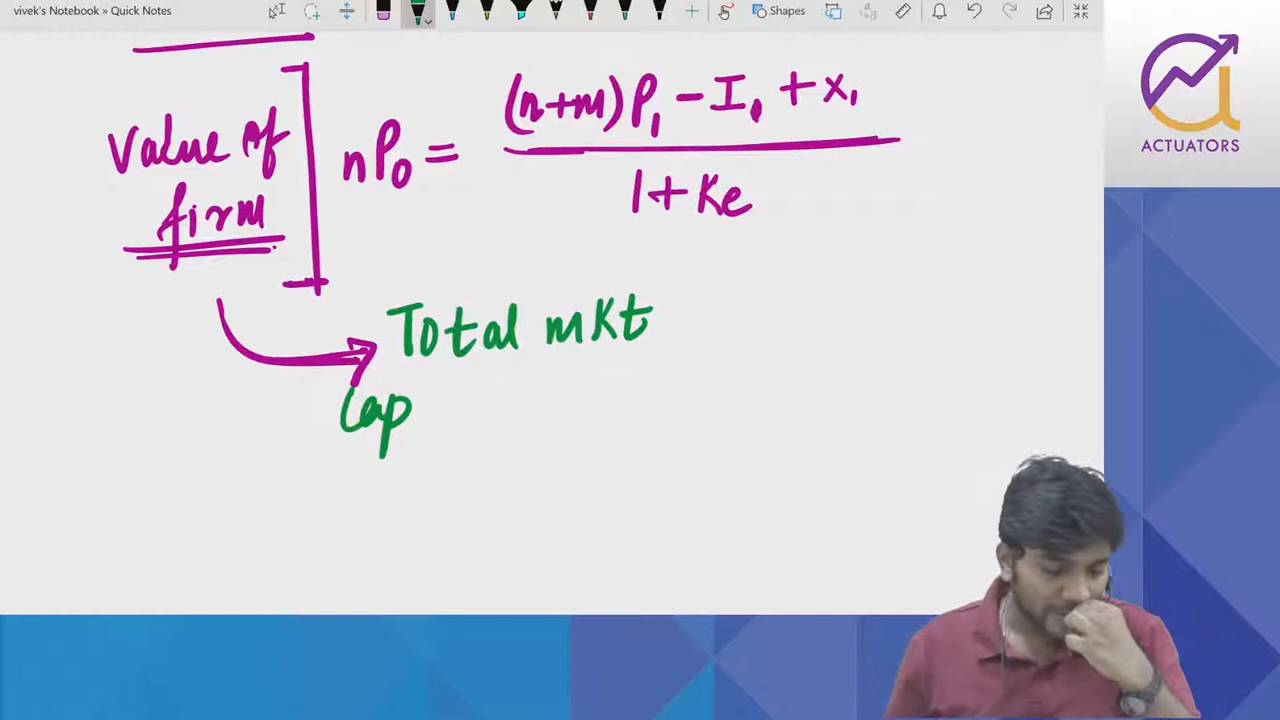 vivek's Notebook » Quick Notes
Shapes
ACTUATORS
Value of
firm
nP₀ = (n+m)P₁ - I₁ + x₁
1+Ke
Total mkt
Cap